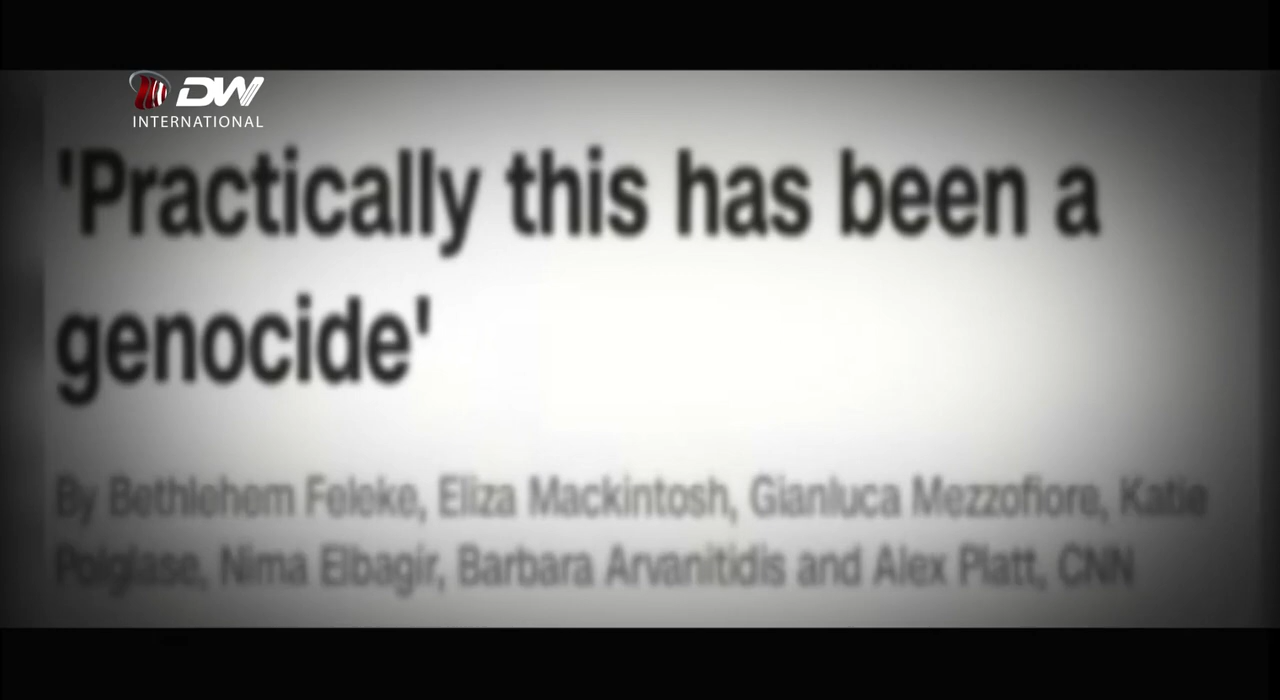 DW
INTERNATIONAL
'Practically this has been a
genocide'
By Bethlehem Feleke, Eliza Mackintosh, Gianluca Mezzofiore, Katie
Polglase, Nima Elbagir, Barbara Arvanitidis and Alex Platt, CNN